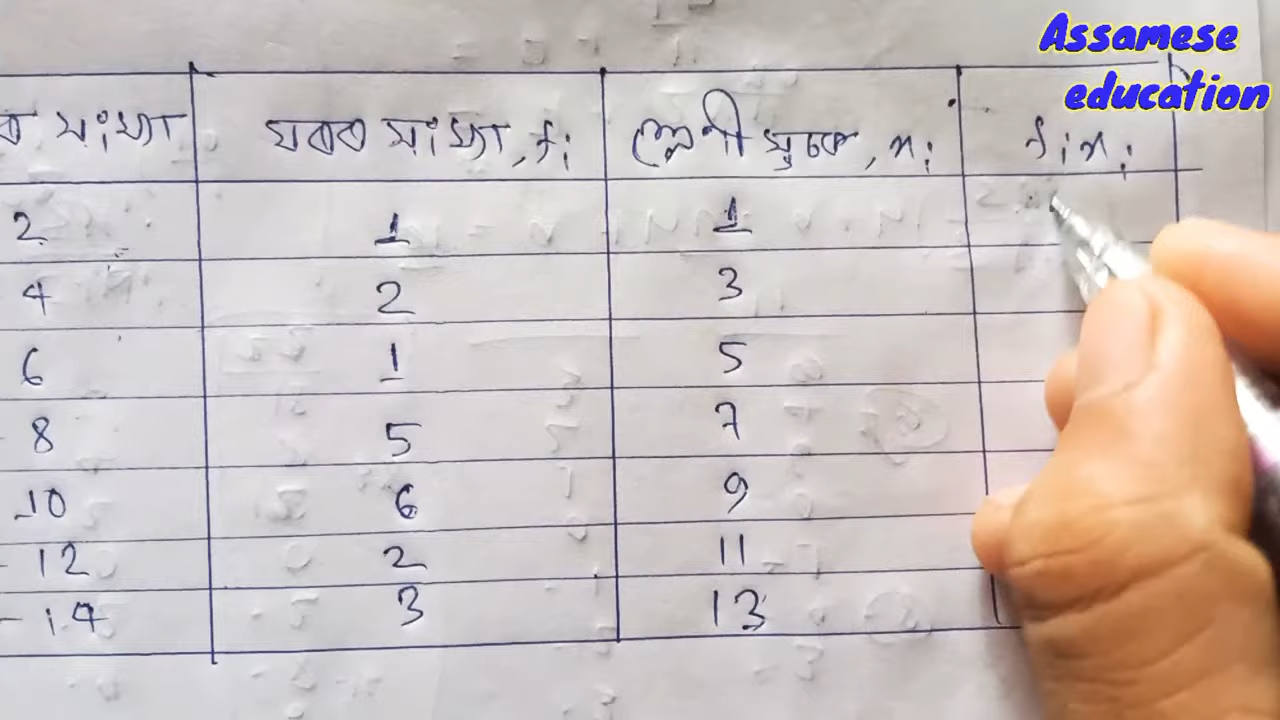 Assamese
education
সংখ্যা ঘৰৰ সংখ্যা, fᵢ শ্ৰেণী সূচক, xᵢ fᵢxᵢ
2 1 1
4 2 3
6 1 5
- 8 5 7
-10 6 9
- 12 2 11
- 14 3 13